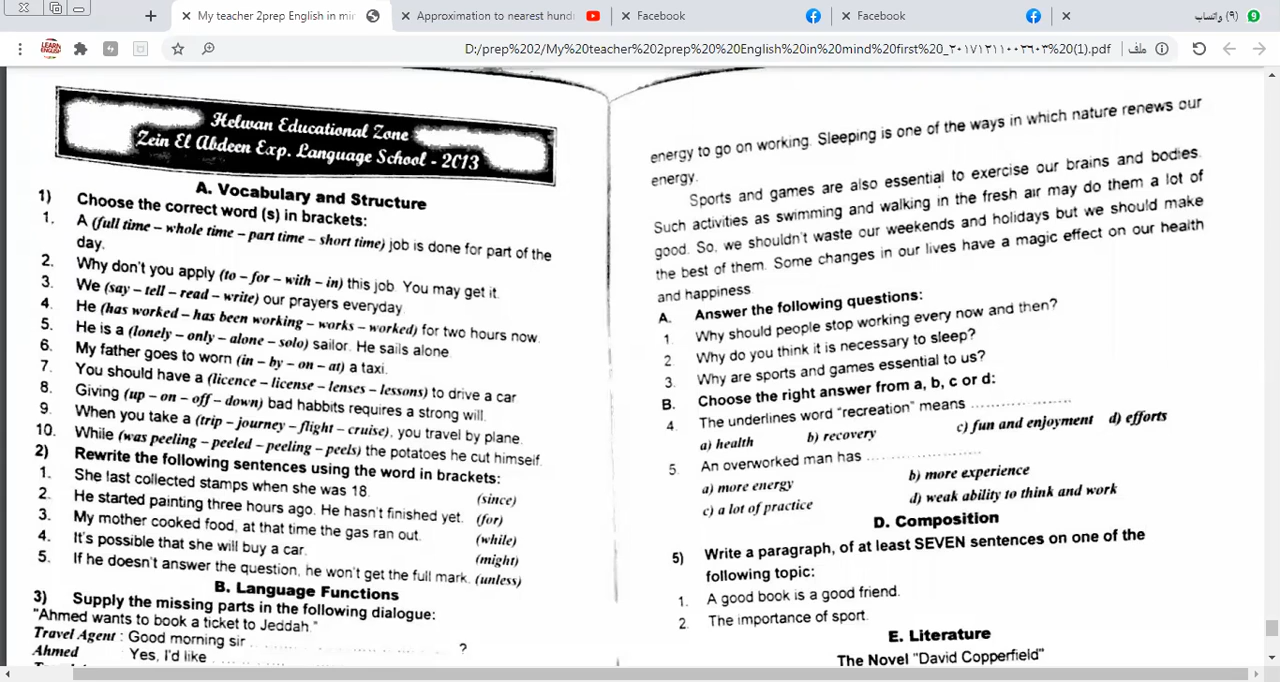 My teacher 2prep English in min
Approximation to nearest hund
Facebook
Facebook
(٩) واتساب
D:/prep%202/My%20teacher%202prep%20%20English%20in%20mind%20first%20_٢٠١٧١٢١١٠٠٢٦٠٣%20(1).pdf
ملف
Helwan Educational Zone
Zein El Abdeen Exp. Language School - 2013
A. Vocabulary and Structure
1) Choose the correct word (s) in brackets:
1. A (full time – whole time – part time – short time) job is done for part of the
day.
2. Why don't you apply (to – for – with – in) this job. You may get it.
3. We (say – tell – read – write) our prayers everyday.
4. He (has worked – has been working – works – worked) for two hours now.
5. He is a (lonely – only – alone – solo) sailor. He sails alone.
6. My father goes to worn (in – by – on – at) a taxi.
7. You should have a (licence – license – lenses – lessons) to drive a car
8. Giving (up – on – off – down) bad habbits requires a strong will.
9. When you take a (trip – journey – flight – cruise), you travel by plane.
10. While (was peeling – peeled – peeling – peels) the potatoes he cut himself.
2) Rewrite the following sentences using the word in brackets:
1. She last collected stamps when she was 18. (since)
2. He started painting three hours ago. He hasn't finished yet. (for)
3. My mother cooked food, at that time the gas ran out. (while)
4. It's possible that she will buy a car. (might)
5. If he doesn't answer the question, he won't get the full mark. (unless)
B. Language Functions
3) Supply the missing parts in the following dialogue:
"Ahmed wants to book a ticket to Jeddah."
Travel Agent : Good morning sir ........................ ?
Ahmed Yes, I'd like ....
energy to go on working. Sleeping is one of the ways in which nature renews our
energy.
Sports and games are also essential to exercise our brains and bodies.
Such activities as swimming and walking in the fresh air may do them a lot of
good. So, we shouldn't waste our weekends and holidays but we should make
the best of them. Some changes in our lives have a magic effect on our health
and happiness.
A. Answer the following questions:
1. Why should people stop working every now and then?
2. Why do you think it is necessary to sleep?
3. Why are sports and games essential to us?
B. Choose the right answer from a, b, c or d:
4. The underlines word "recreation" means ........................
a) health b) recovery c) fun and enjoyment d) efforts
5. An overworked man has ........................
a) more energy b) more experience
c) a lot of practice d) weak ability to think and work
D. Composition
5) Write a paragraph, of at least SEVEN sentences on one of the
following topic:
1. A good book is a good friend.
2. The importance of sport.
E. Literature
The Novel "David Copperfield"